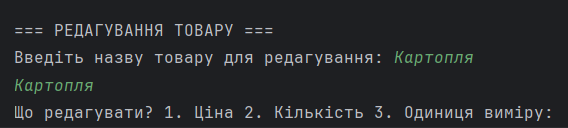 === РЕДАГУВАННЯ ТОВАРУ ===
Введіть назву товару для редагування: Картопля
Картопля
Що редагувати? 1. Ціна 2. Кількість 3. Одиниця виміру: